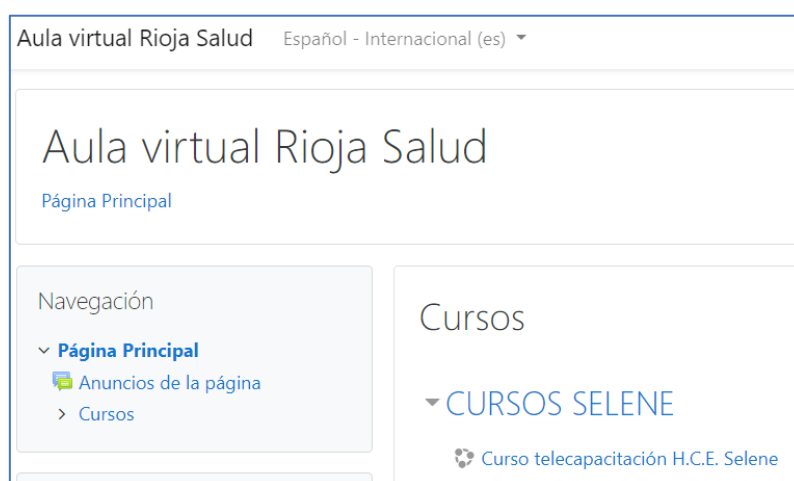 Aula virtual Rioja Salud Español - Internacional (es)
Aula virtual Rioja Salud
Página Principal
Navegación
Página Principal
Anuncios de la página
Cursos
Cursos
CURSOS SELENE
Curso telecapacitación H.C.E. Selene